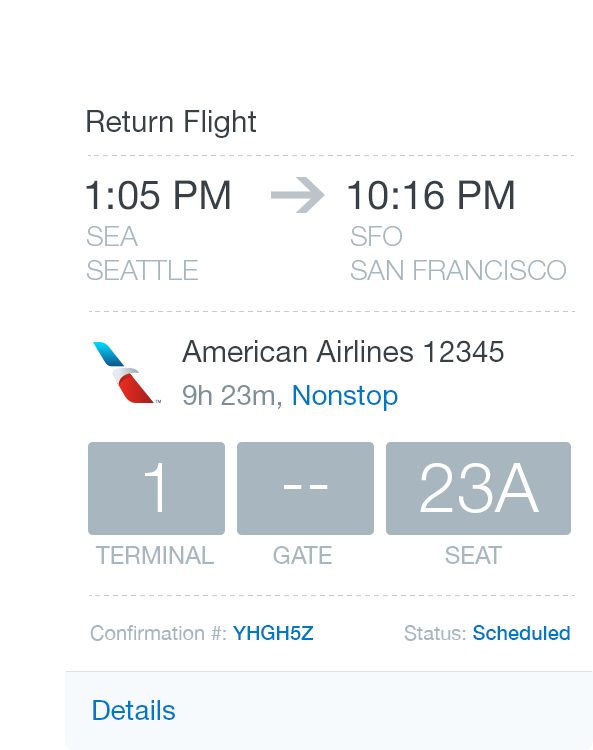 Return Flight
1:05 PM 10:16 PM
SEA SFO
SEATTLE SAN FRANCISCO
American Airlines 12345
9h 23m, Nonstop
1 -- 23A
TERMINAL GATE SEAT
Confirmation #: YHGH5Z Status: Scheduled
Details